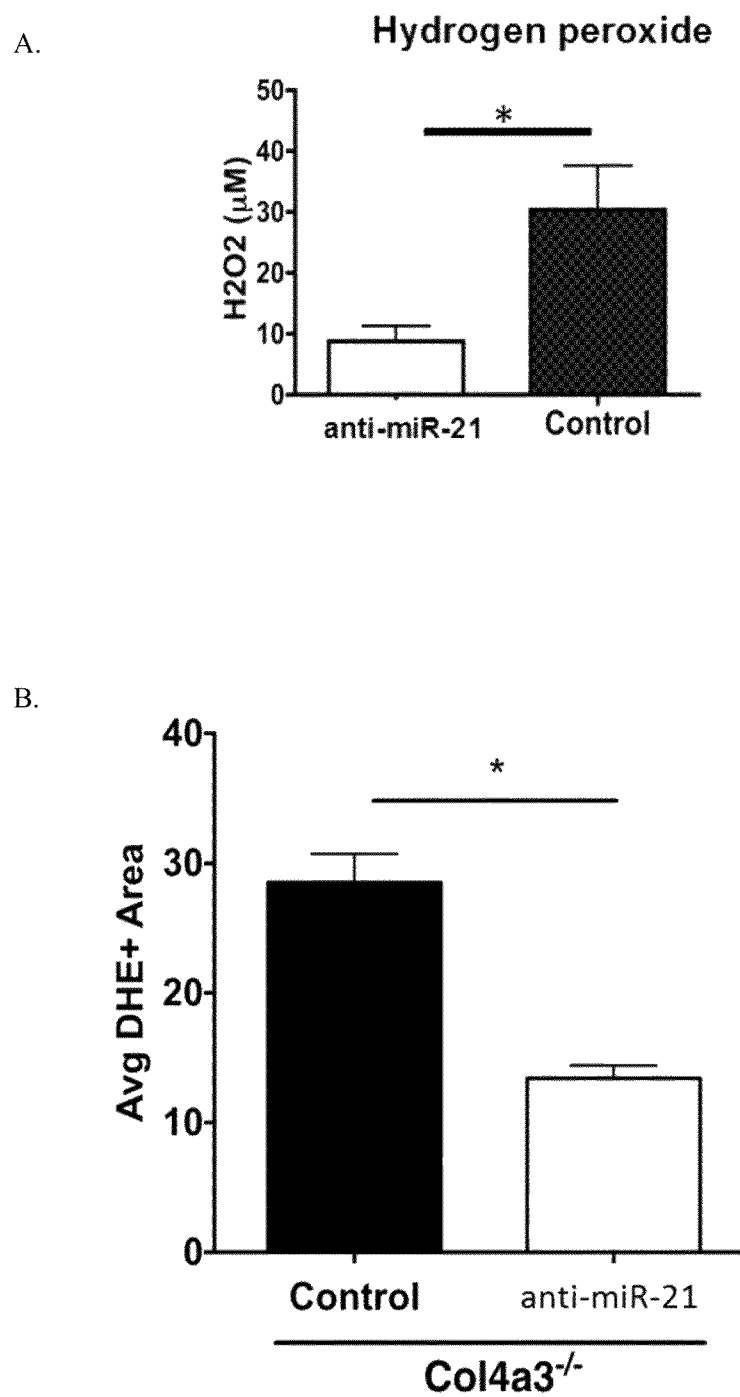 A.
Hydrogen peroxide
50
*
40
30
20
10
0
H2O2 (μM)
anti-miR-21 Control
B.
40
*
30
20
10
0
Avg DHE+ Area
Control anti-miR-21
Col4a3-/-